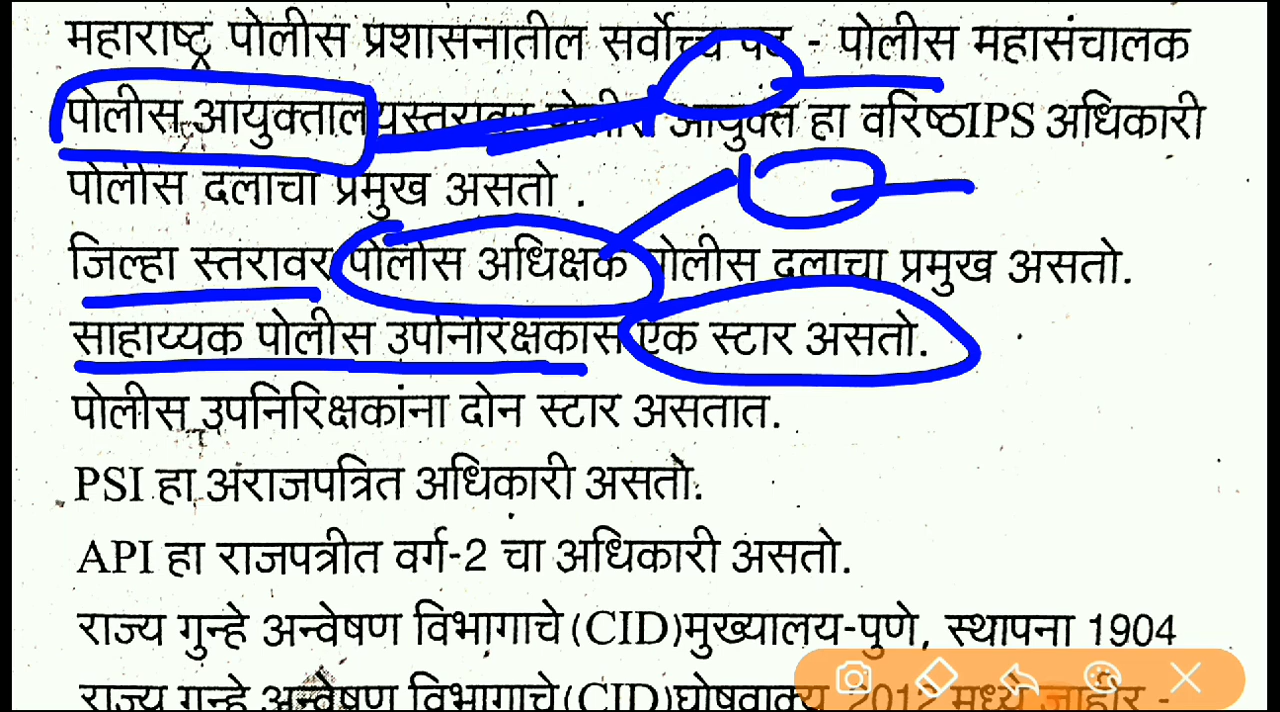 महाराष्ट्र पोलीस प्रशासनातील सर्वोच्च पद - पोलीस महासंचालक
पोलीस आयुक्तालयस्तरावर पोलीस आयुक्त हा वरिष्ठIPS अधिकारी
पोलीस दलाचा प्रमुख असतो .
जिल्हा स्तरावर पोलीस अधिक्षक पोलीस दलाचा प्रमुख असतो.
साहाय्यक पोलीस उपनिरिक्षकास एक स्टार असतो.
पोलीस उपनिरिक्षकांना दोन स्टार असतात.
PSI हा अराजपत्रित अधिकारी असतो.
API हा राजपत्रीत वर्ग-2 चा अधिकारी असतो.
राज्य गुन्हे अन्वेषण विभागाचे (CID)मुख्यालय-पुणे, स्थापना 1904
राज्य गुन्हे अन्वेषण विभागाचे(CID)घोषवाक्य 2012 मध्ये जाहीर -